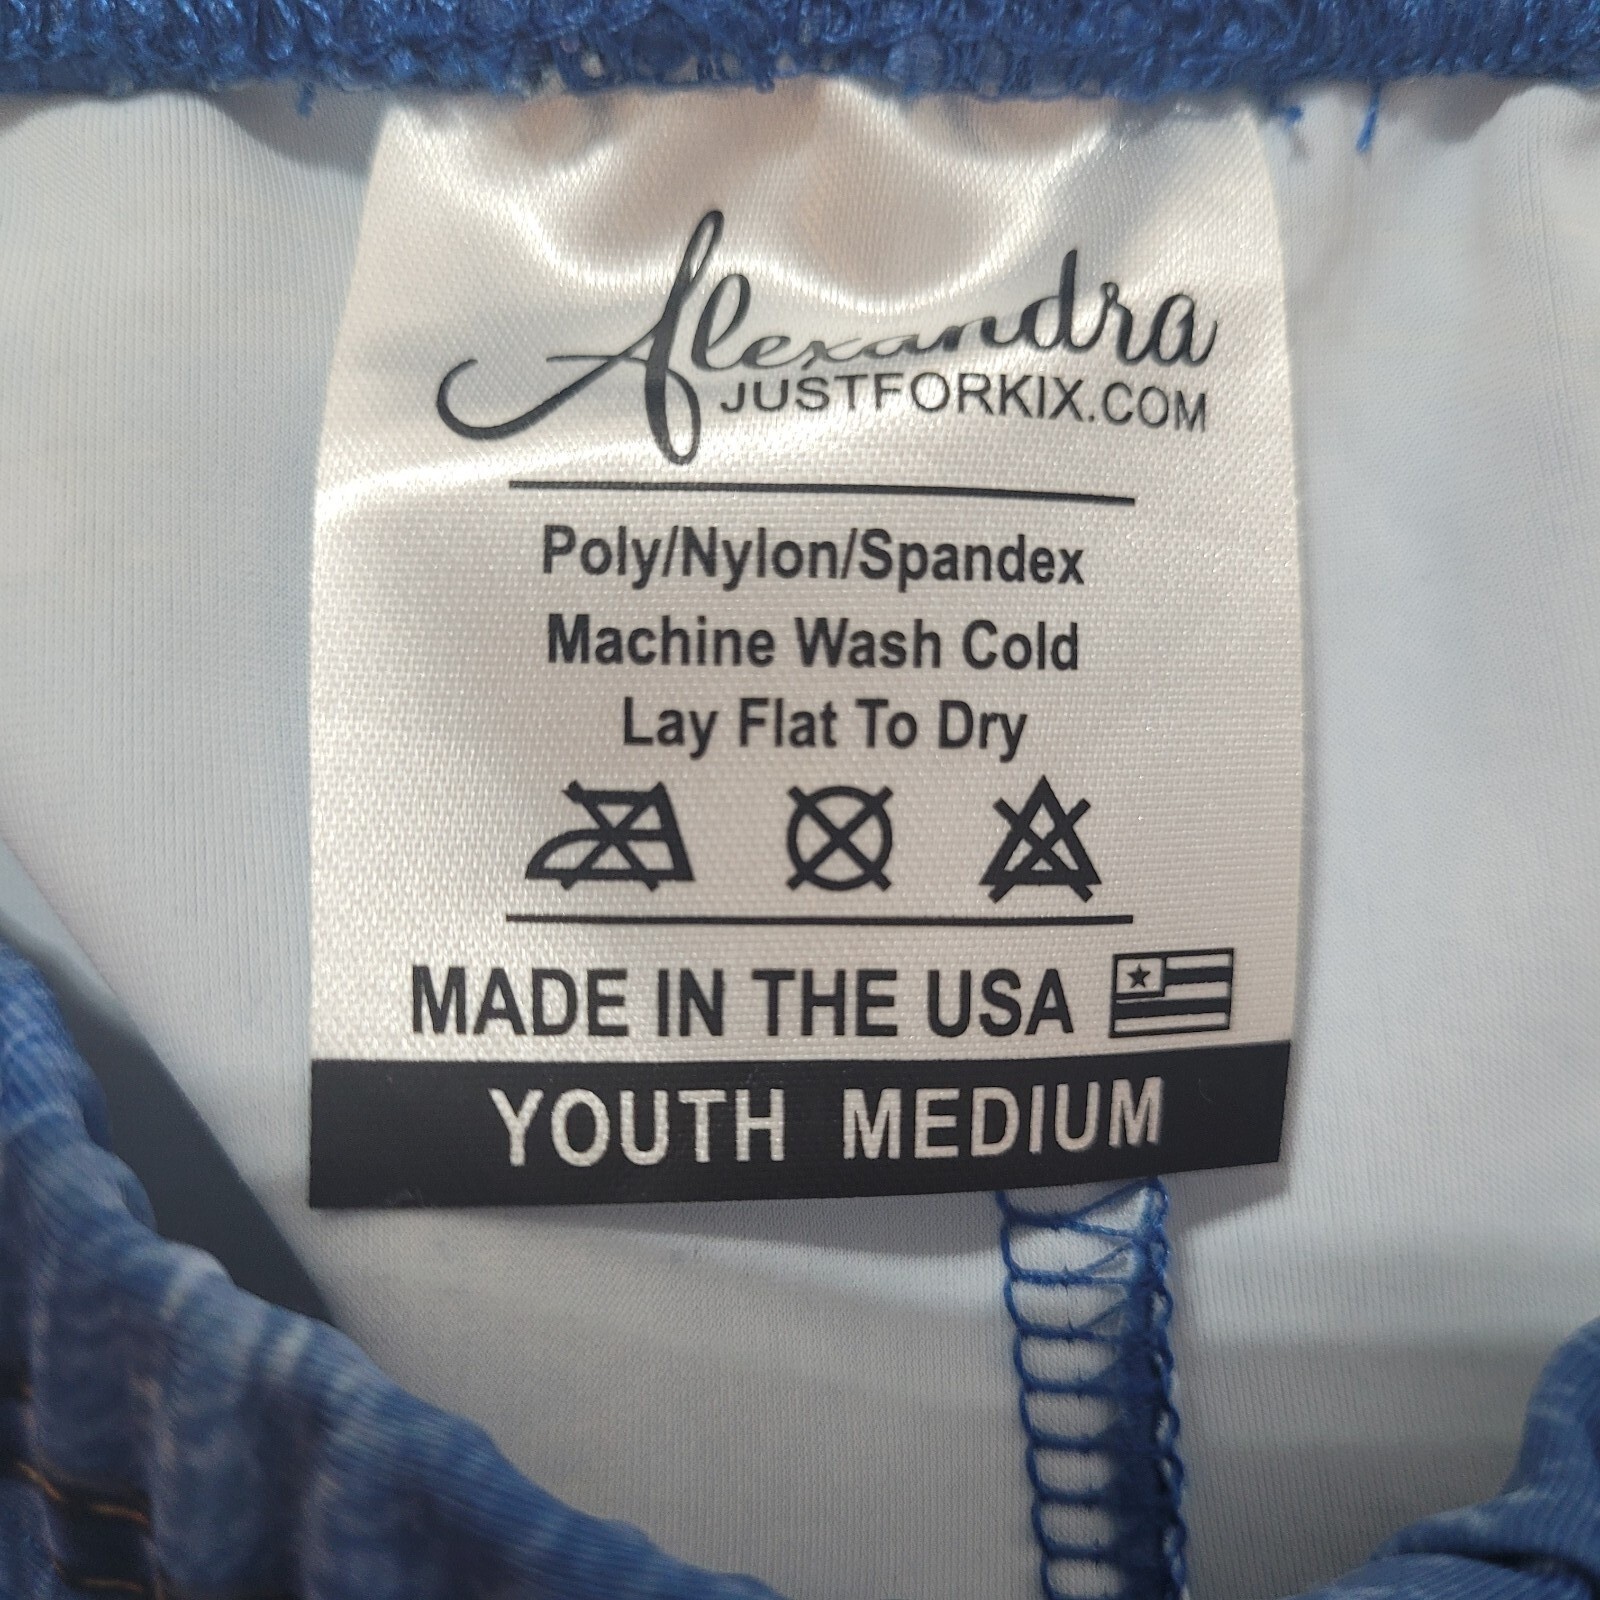 Alexandra
JUSTFORKIX.COM
Poly/Nylon/Spandex
Machine Wash Cold
Lay Flat To Dry
MADE IN THE USA
YOUTH MEDIUM